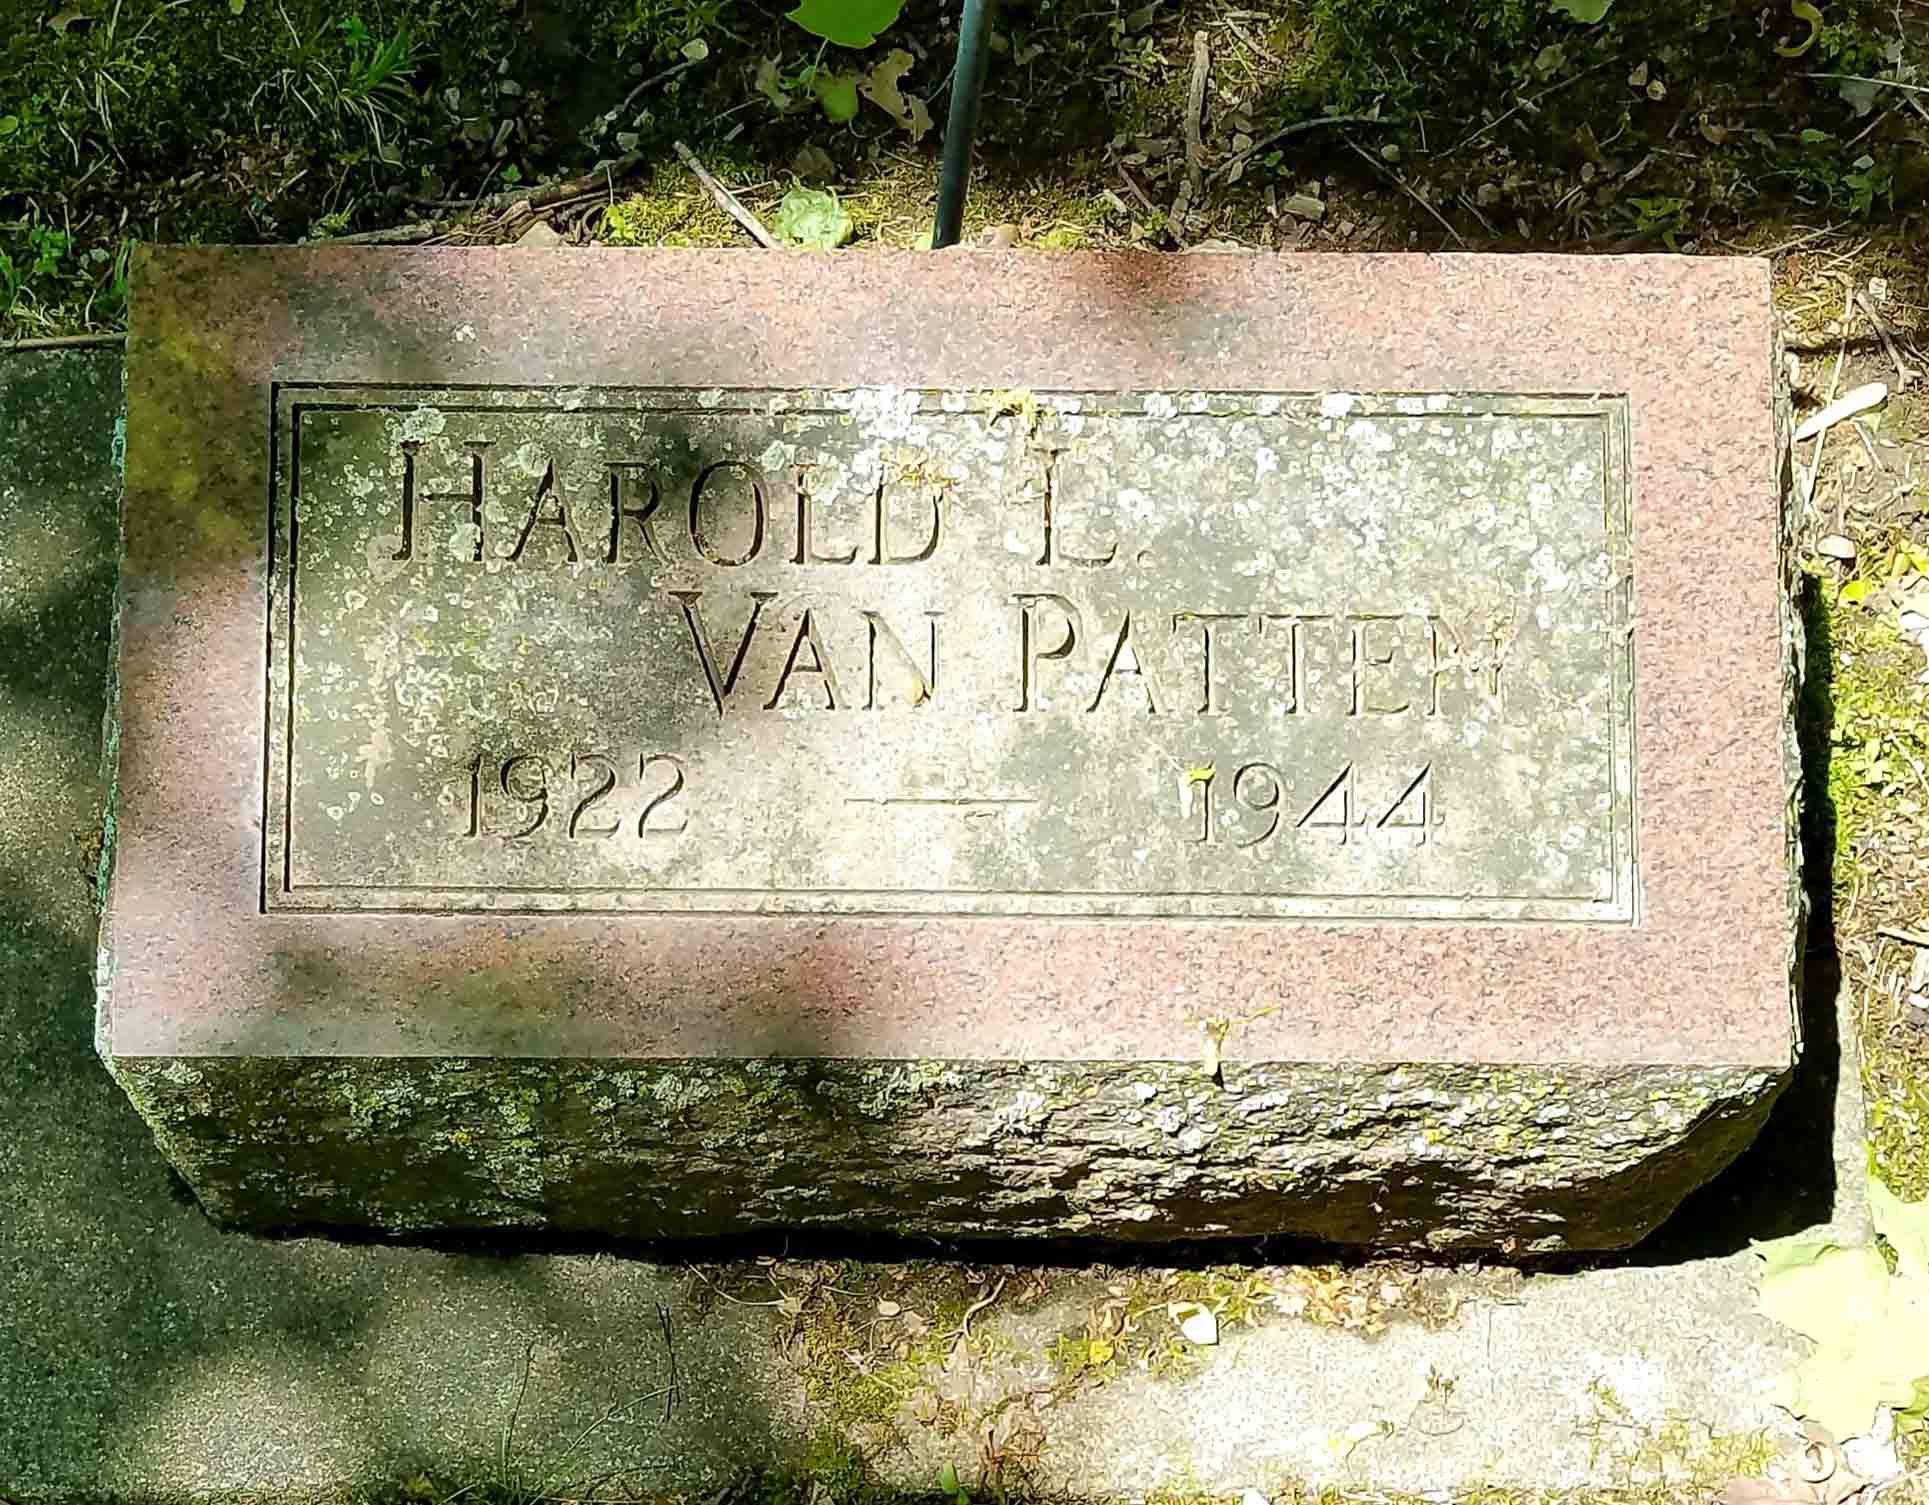 HAROLD L.
VAN PATTEN
1922 — 1944